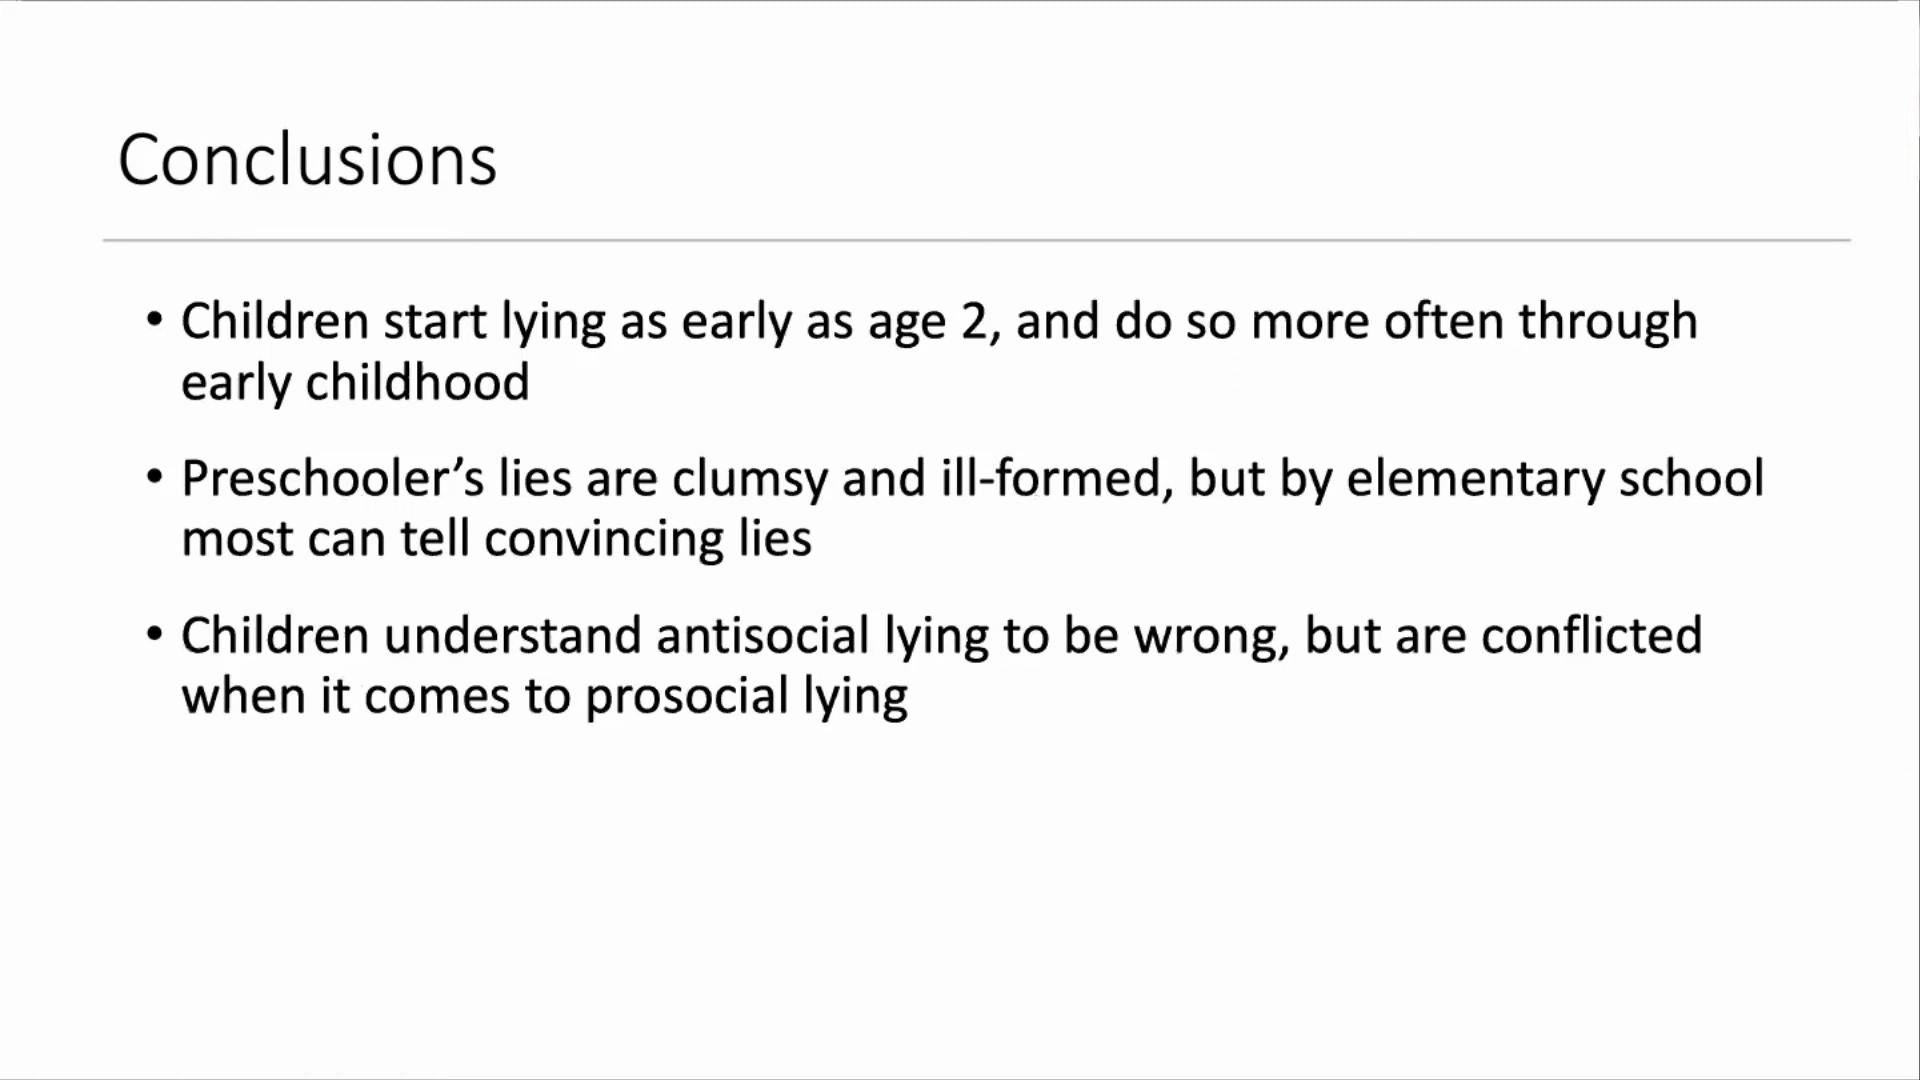 Conclusions
• Children start lying as early as age 2, and do so more often through
early childhood
• Preschooler’s lies are clumsy and ill-formed, but by elementary school
most can tell convincing lies
• Children understand antisocial lying to be wrong, but are conflicted
when it comes to prosocial lying